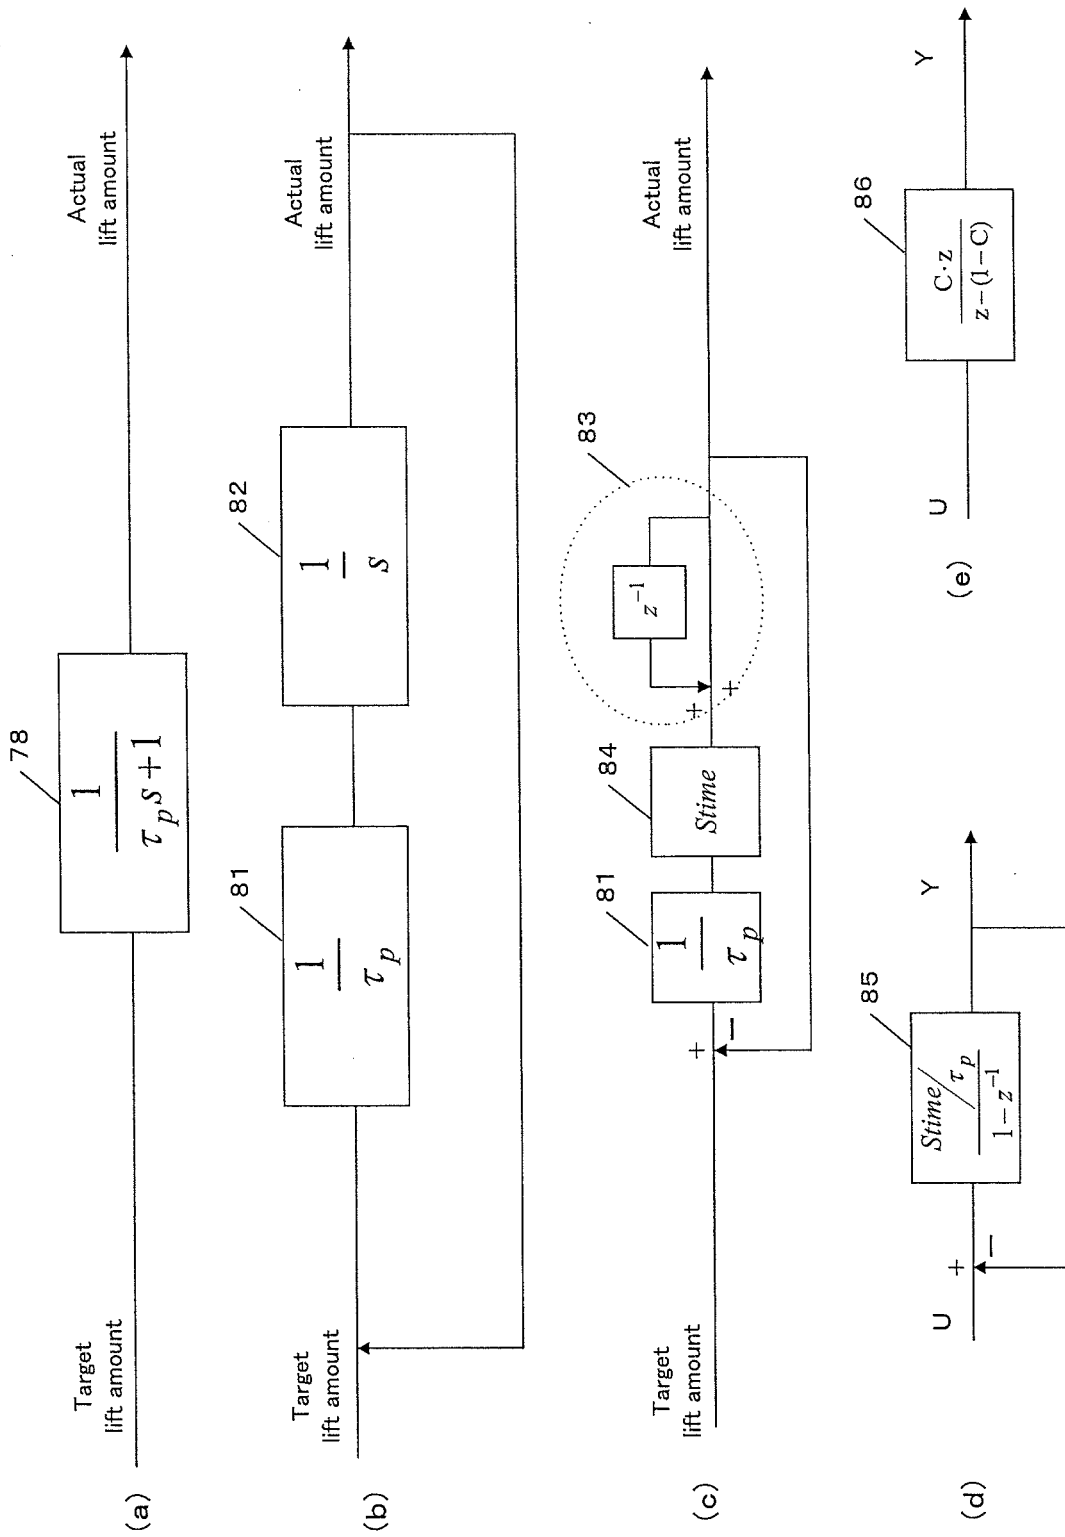 (a)
Target
lift amount
78
1
τ_p s+1
Actual
lift amount
(b)
Target
lift amount
81
1
τ_p
82
1
s
Actual
lift amount
(c)
Target
lift amount
+
−
81
1
τ_p
84
Stime
+
+
83
z⁻¹
Actual
lift amount
(d)
U
+
−
85
Stime/τ_p
1−z⁻¹
Y
(e)
U
86
C·z
z−(1−C)
Y